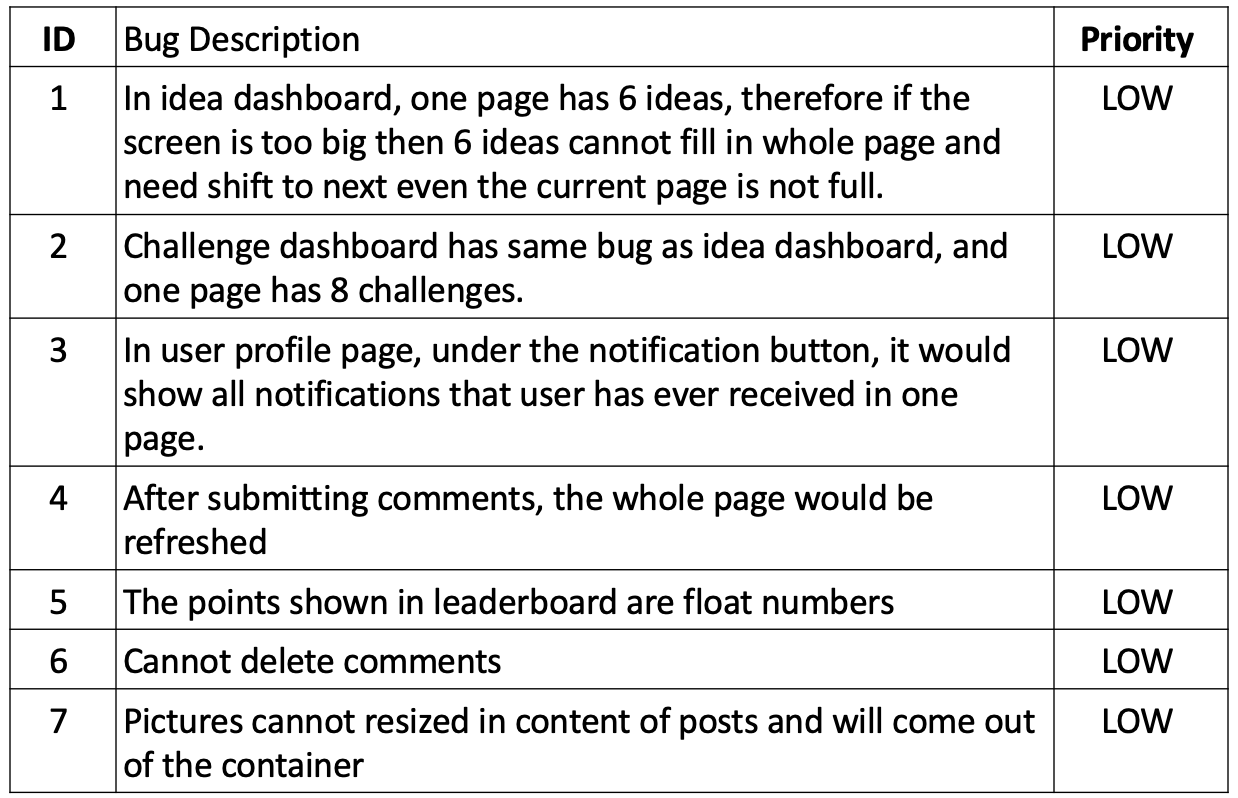 ID Bug Description Priority
1 In idea dashboard, one page has 6 ideas, therefore if the LOW
screen is too big then 6 ideas cannot fill in whole page and
need shift to next even the current page is not full.
2 Challenge dashboard has same bug as idea dashboard, and LOW
one page has 8 challenges.
3 In user profile page, under the notification button, it would LOW
show all notifications that user has ever received in one
page.
4 After submitting comments, the whole page would be LOW
refreshed
5 The points shown in leaderboard are float numbers LOW
6 Cannot delete comments LOW
7 Pictures cannot resized in content of posts and will come out LOW
of the container